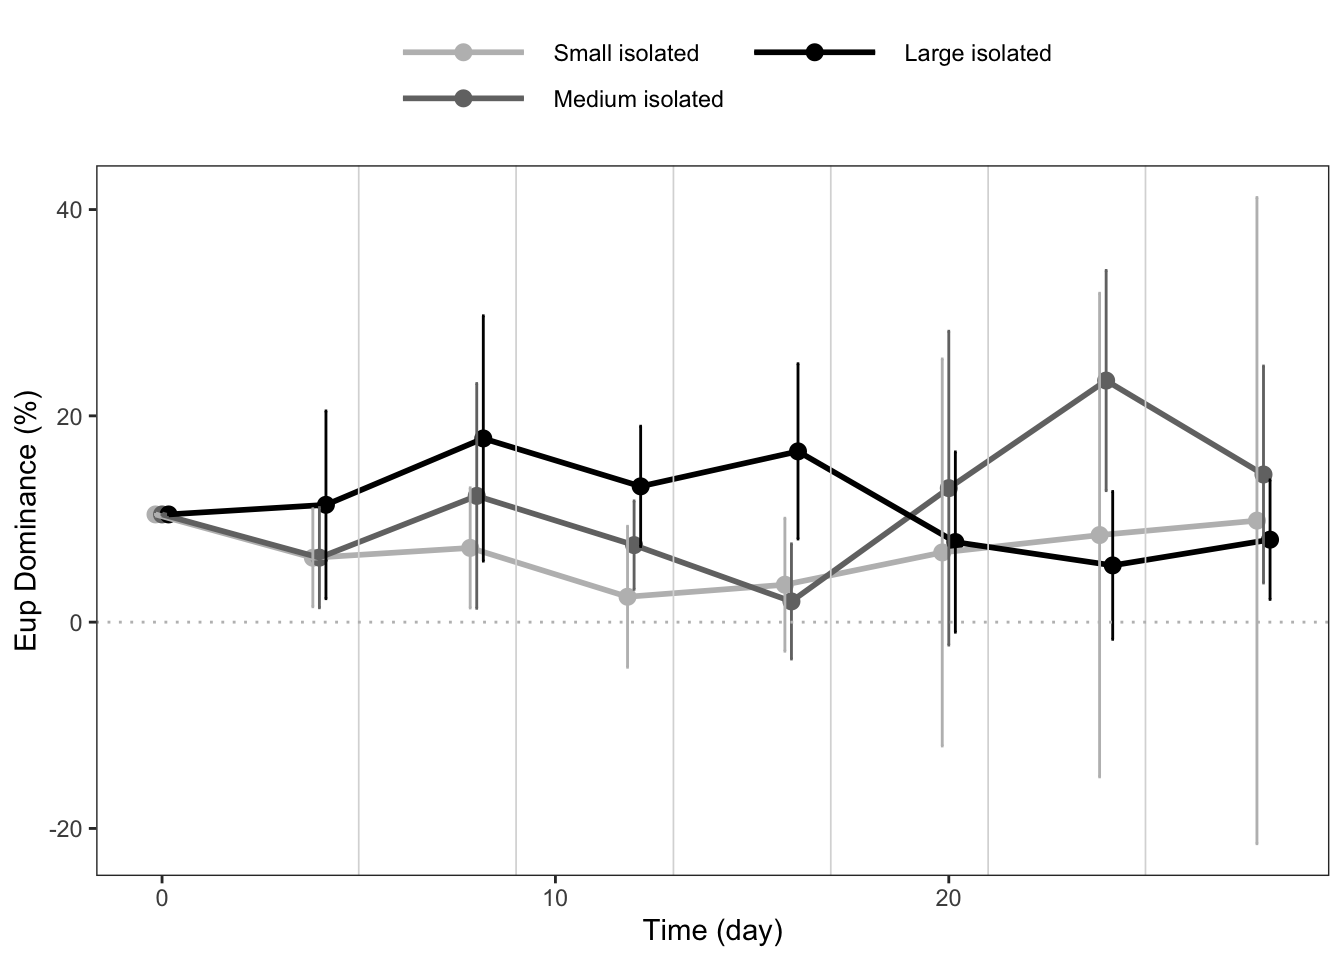 Small isolated
Large isolated
Medium isolated
Eup Dominance (%)
40
20
0
-20
0
10
20
Time (day)